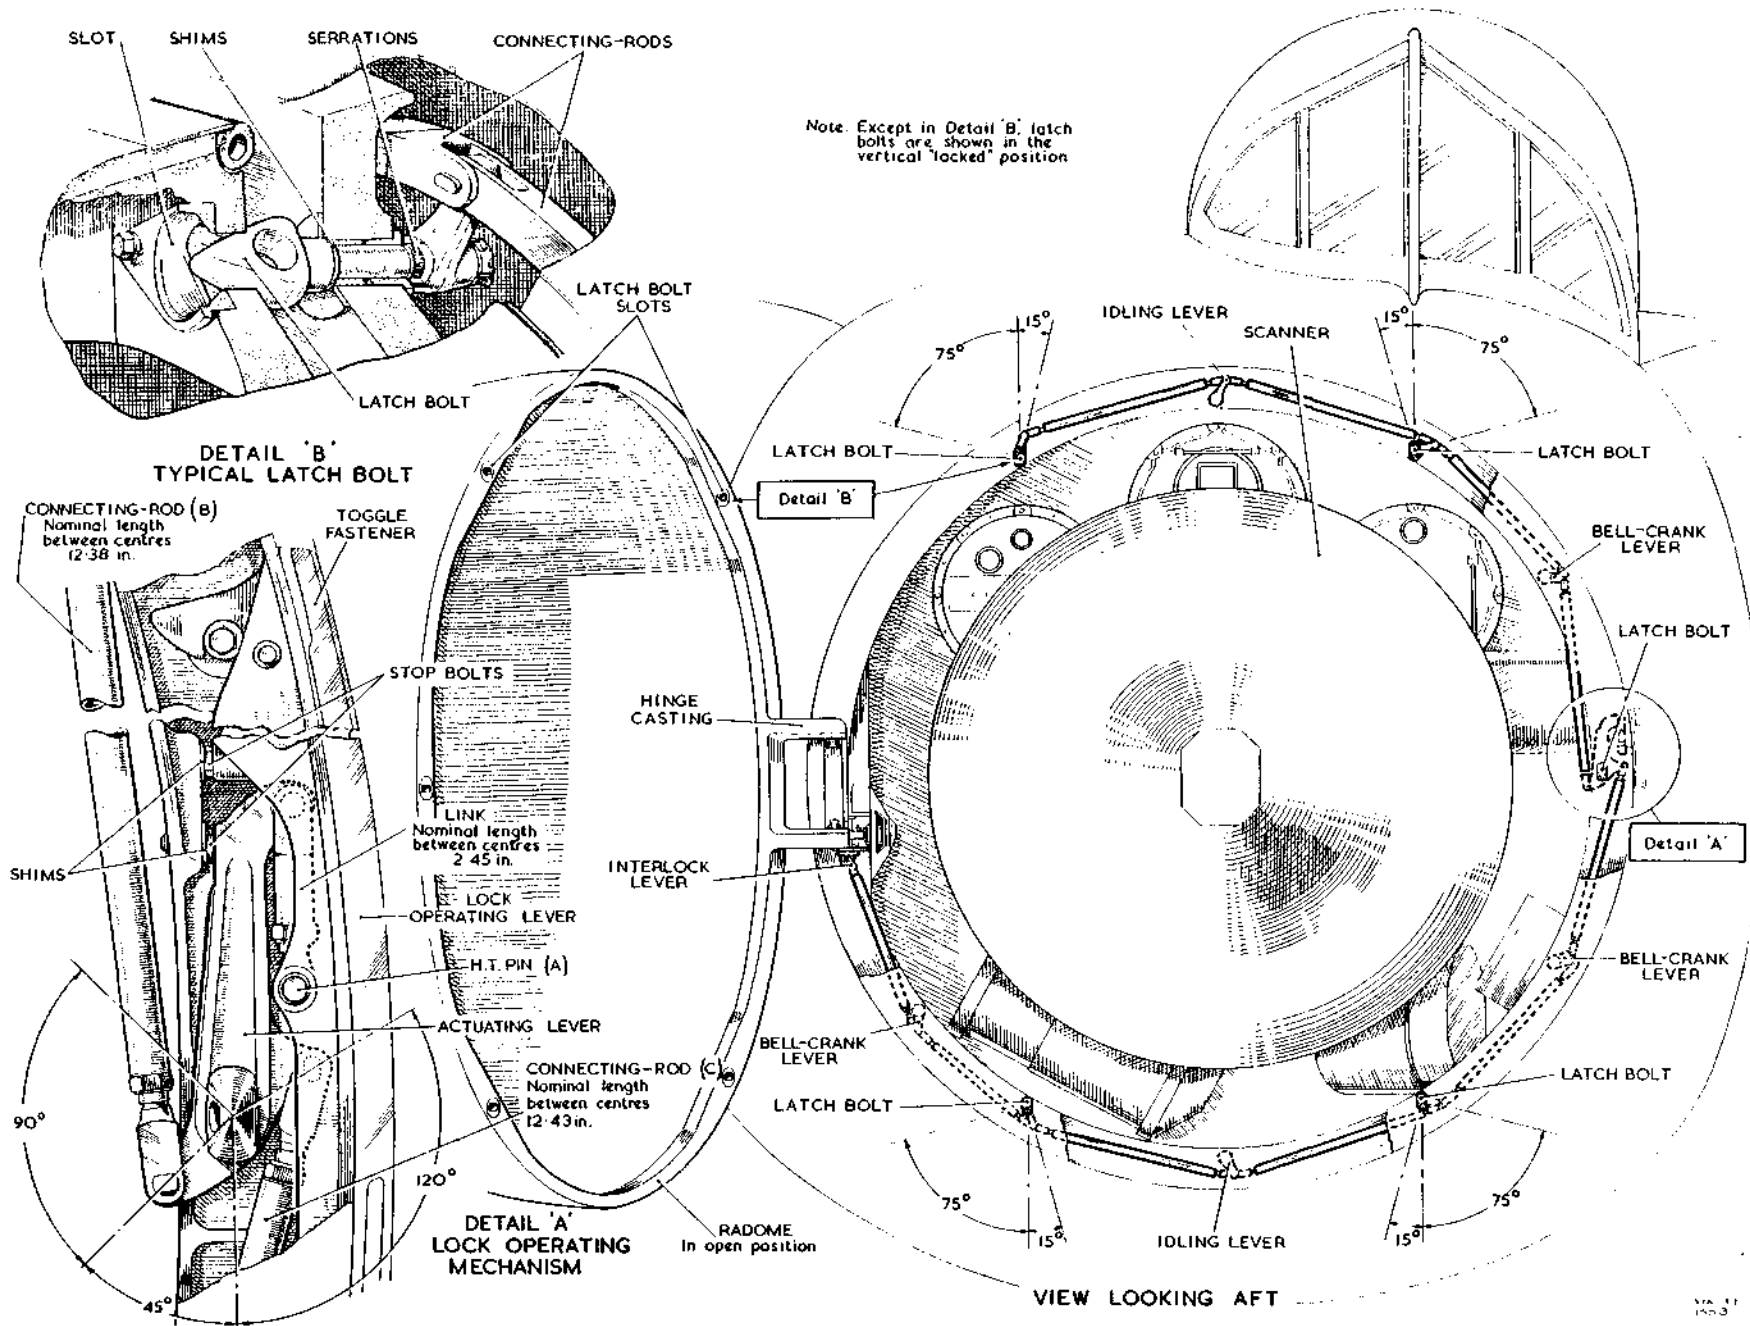 SLOT
SHIMS
SERRATIONS
CONNECTING-RODS
Note. Except in Detail 'B', latch
bolts are shown in the
vertical "locked" position
LATCH BOLT
SLOTS
LATCH BOLT
DETAIL 'B'
TYPICAL LATCH BOLT
IDLING LEVER
SCANNER
15°
15°
75°
75°
LATCH BOLT
LATCH BOLT
Detail 'B'
CONNECTING-ROD (B)
Nominal length
between centres
12·38 in.
TOGGLE
FASTENER
BELL-CRANK
LEVER
LATCH BOLT
STOP BOLTS
HINGE
CASTING
LINK
Nominal length
between centres
2·45 in.
Detail 'A'
SHIMS
INTERLOCK
LEVER
LOCK
OPERATING LEVER
H.T. PIN (A)
BELL-CRANK
LEVER
ACTUATING LEVER
BELL-CRANK
LEVER
CONNECTING-ROD (C)
Nominal length
between centres
12·43 in.
LATCH BOLT
LATCH BOLT
90°
120°
45°
75°
15°
15°
75°
DETAIL 'A'
LOCK OPERATING
MECHANISM
RADOME
In open position
IDLING LEVER
VIEW LOOKING AFT